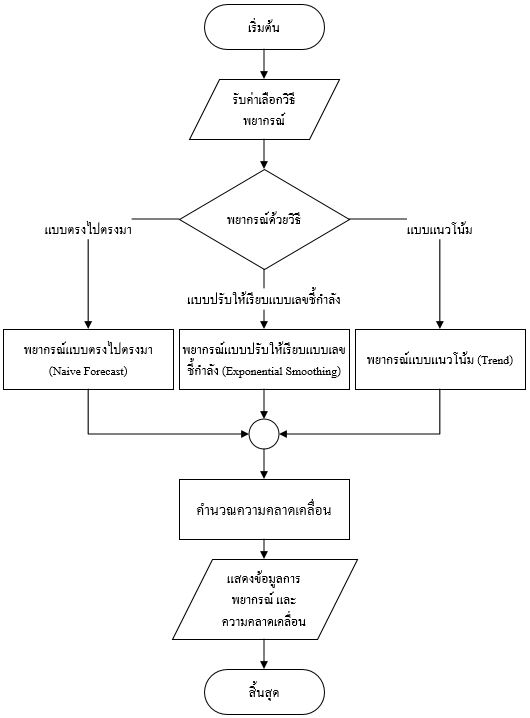 เริ่มต้น
รับค่าเลือกวิธี
พยากรณ์
พยากรณ์ด้วยวิธี
แบบตรงไปตรงมา
แบบแนวโน้ม
แบบปรับให้เรียบแบบเลขชี้กำลัง
พยากรณ์แบบตรงไปตรงมา
(Naive Forecast)
พยากรณ์แบบปรับให้เรียบแบบเลข
ชี้กำลัง (Exponential Smoothing)
พยากรณ์แบบแนวโน้ม (Trend)
คำนวณความคลาดเคลื่อน
แสดงข้อมูลการ
พยากรณ์ และ
ความคลาดเคลื่อน
สิ้นสุด